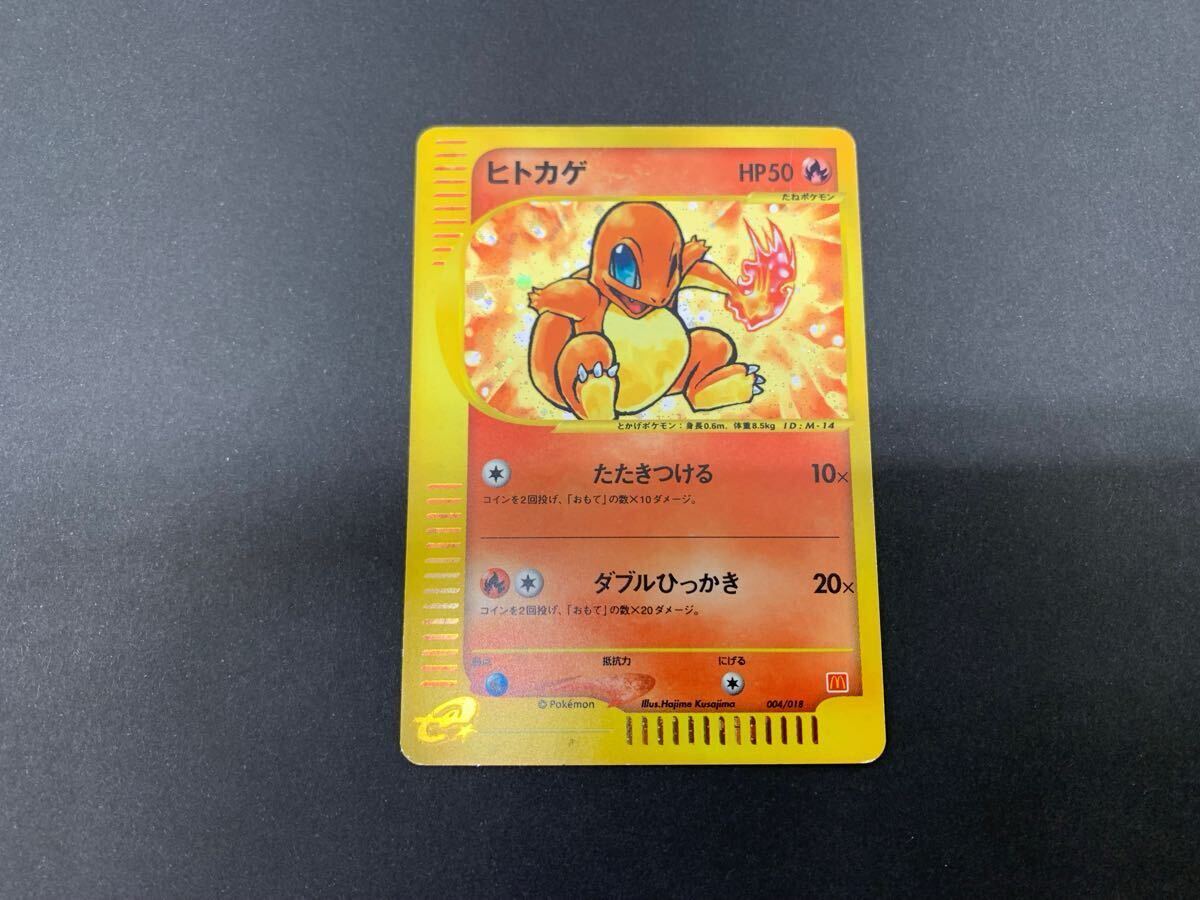 ヒトカゲ HP50
たねポケモン
とかげポケモン：身長0.6m, 体重8.5kg ID:M-14
たたきつける 10×
コインを2回投げ、「おもて」の数×10ダメージ。
ダブルひっかき 20×
コインを2回投げ、「おもて」の数×20ダメージ。
弱点 抵抗力 にげる
© Pokémon Illus.Hajime Kusajima 004/018